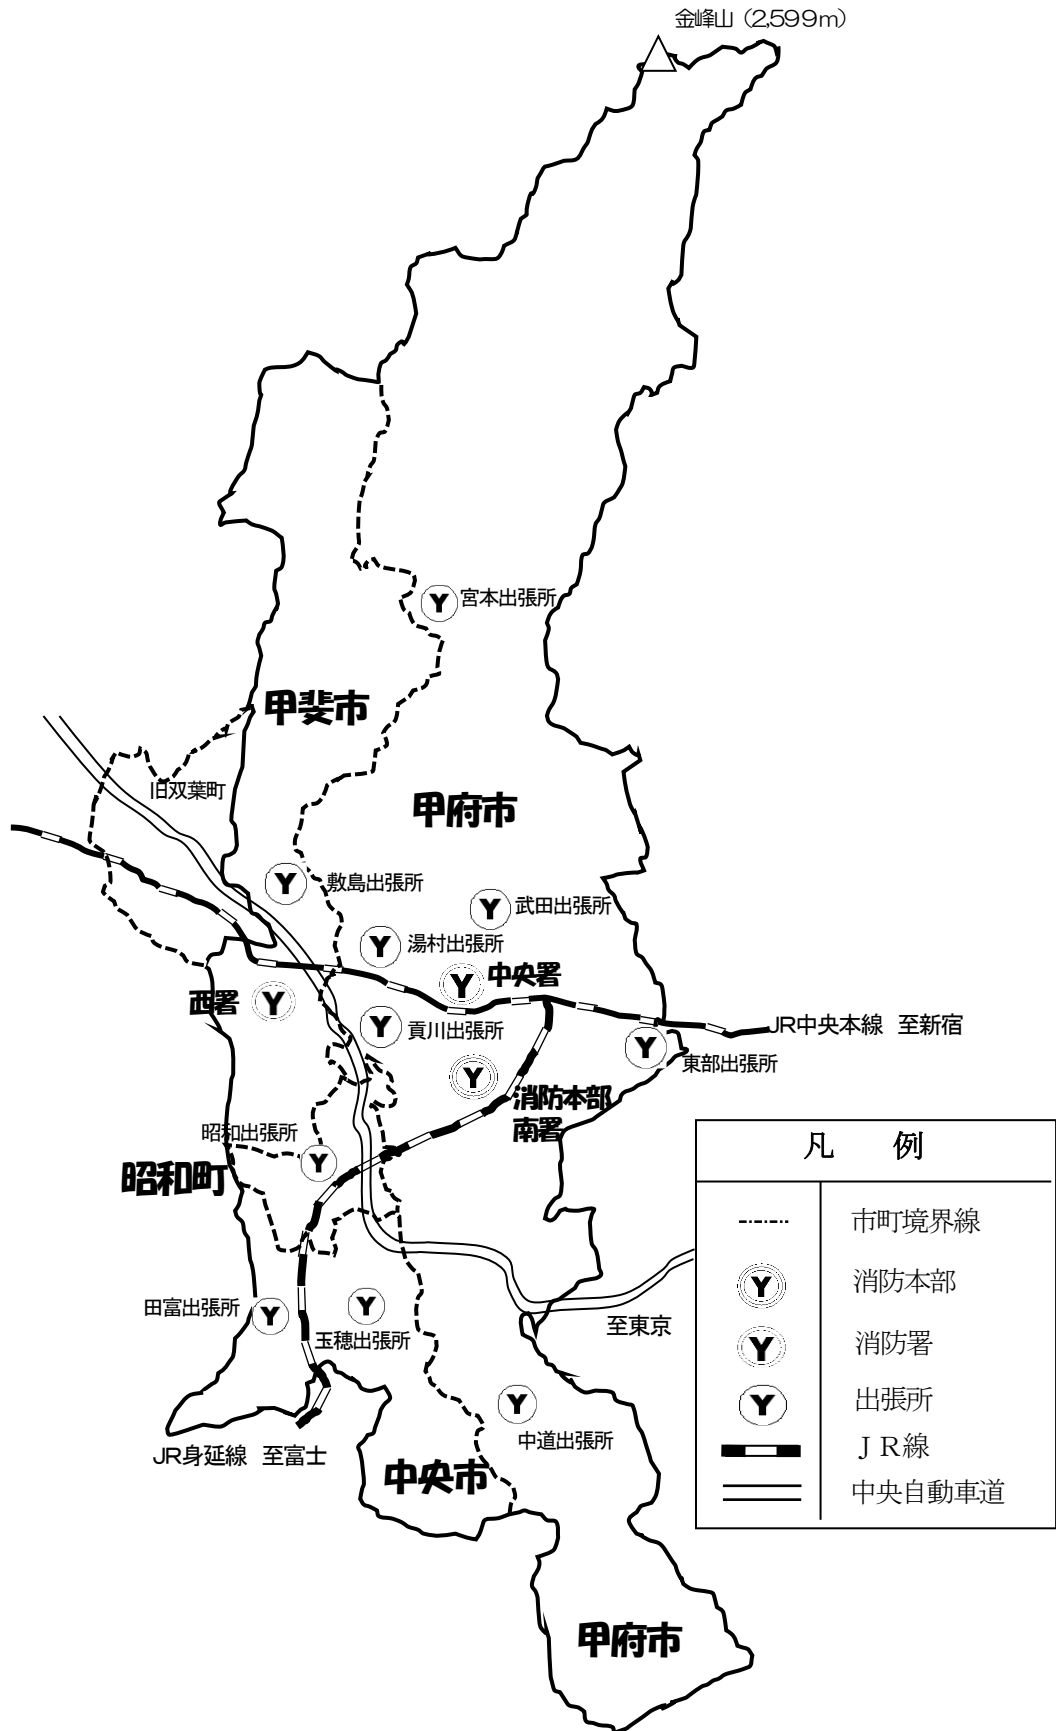 金峰山（2,599ｍ）
宮本出張所
甲斐市
旧双葉町
甲府市
敷島出張所
武田出張所
湯村出張所
中央署
西署
貢川出張所
JR中央本線　至新宿
東部出張所
消防本部
南署
昭和出張所
昭和町
田富出張所
玉穂出張所
至東京
中道出張所
JR身延線　至富士
中央市
甲府市
凡　例
市町境界線
消防本部
消防署
出張所
ＪＲ線
中央自動車道